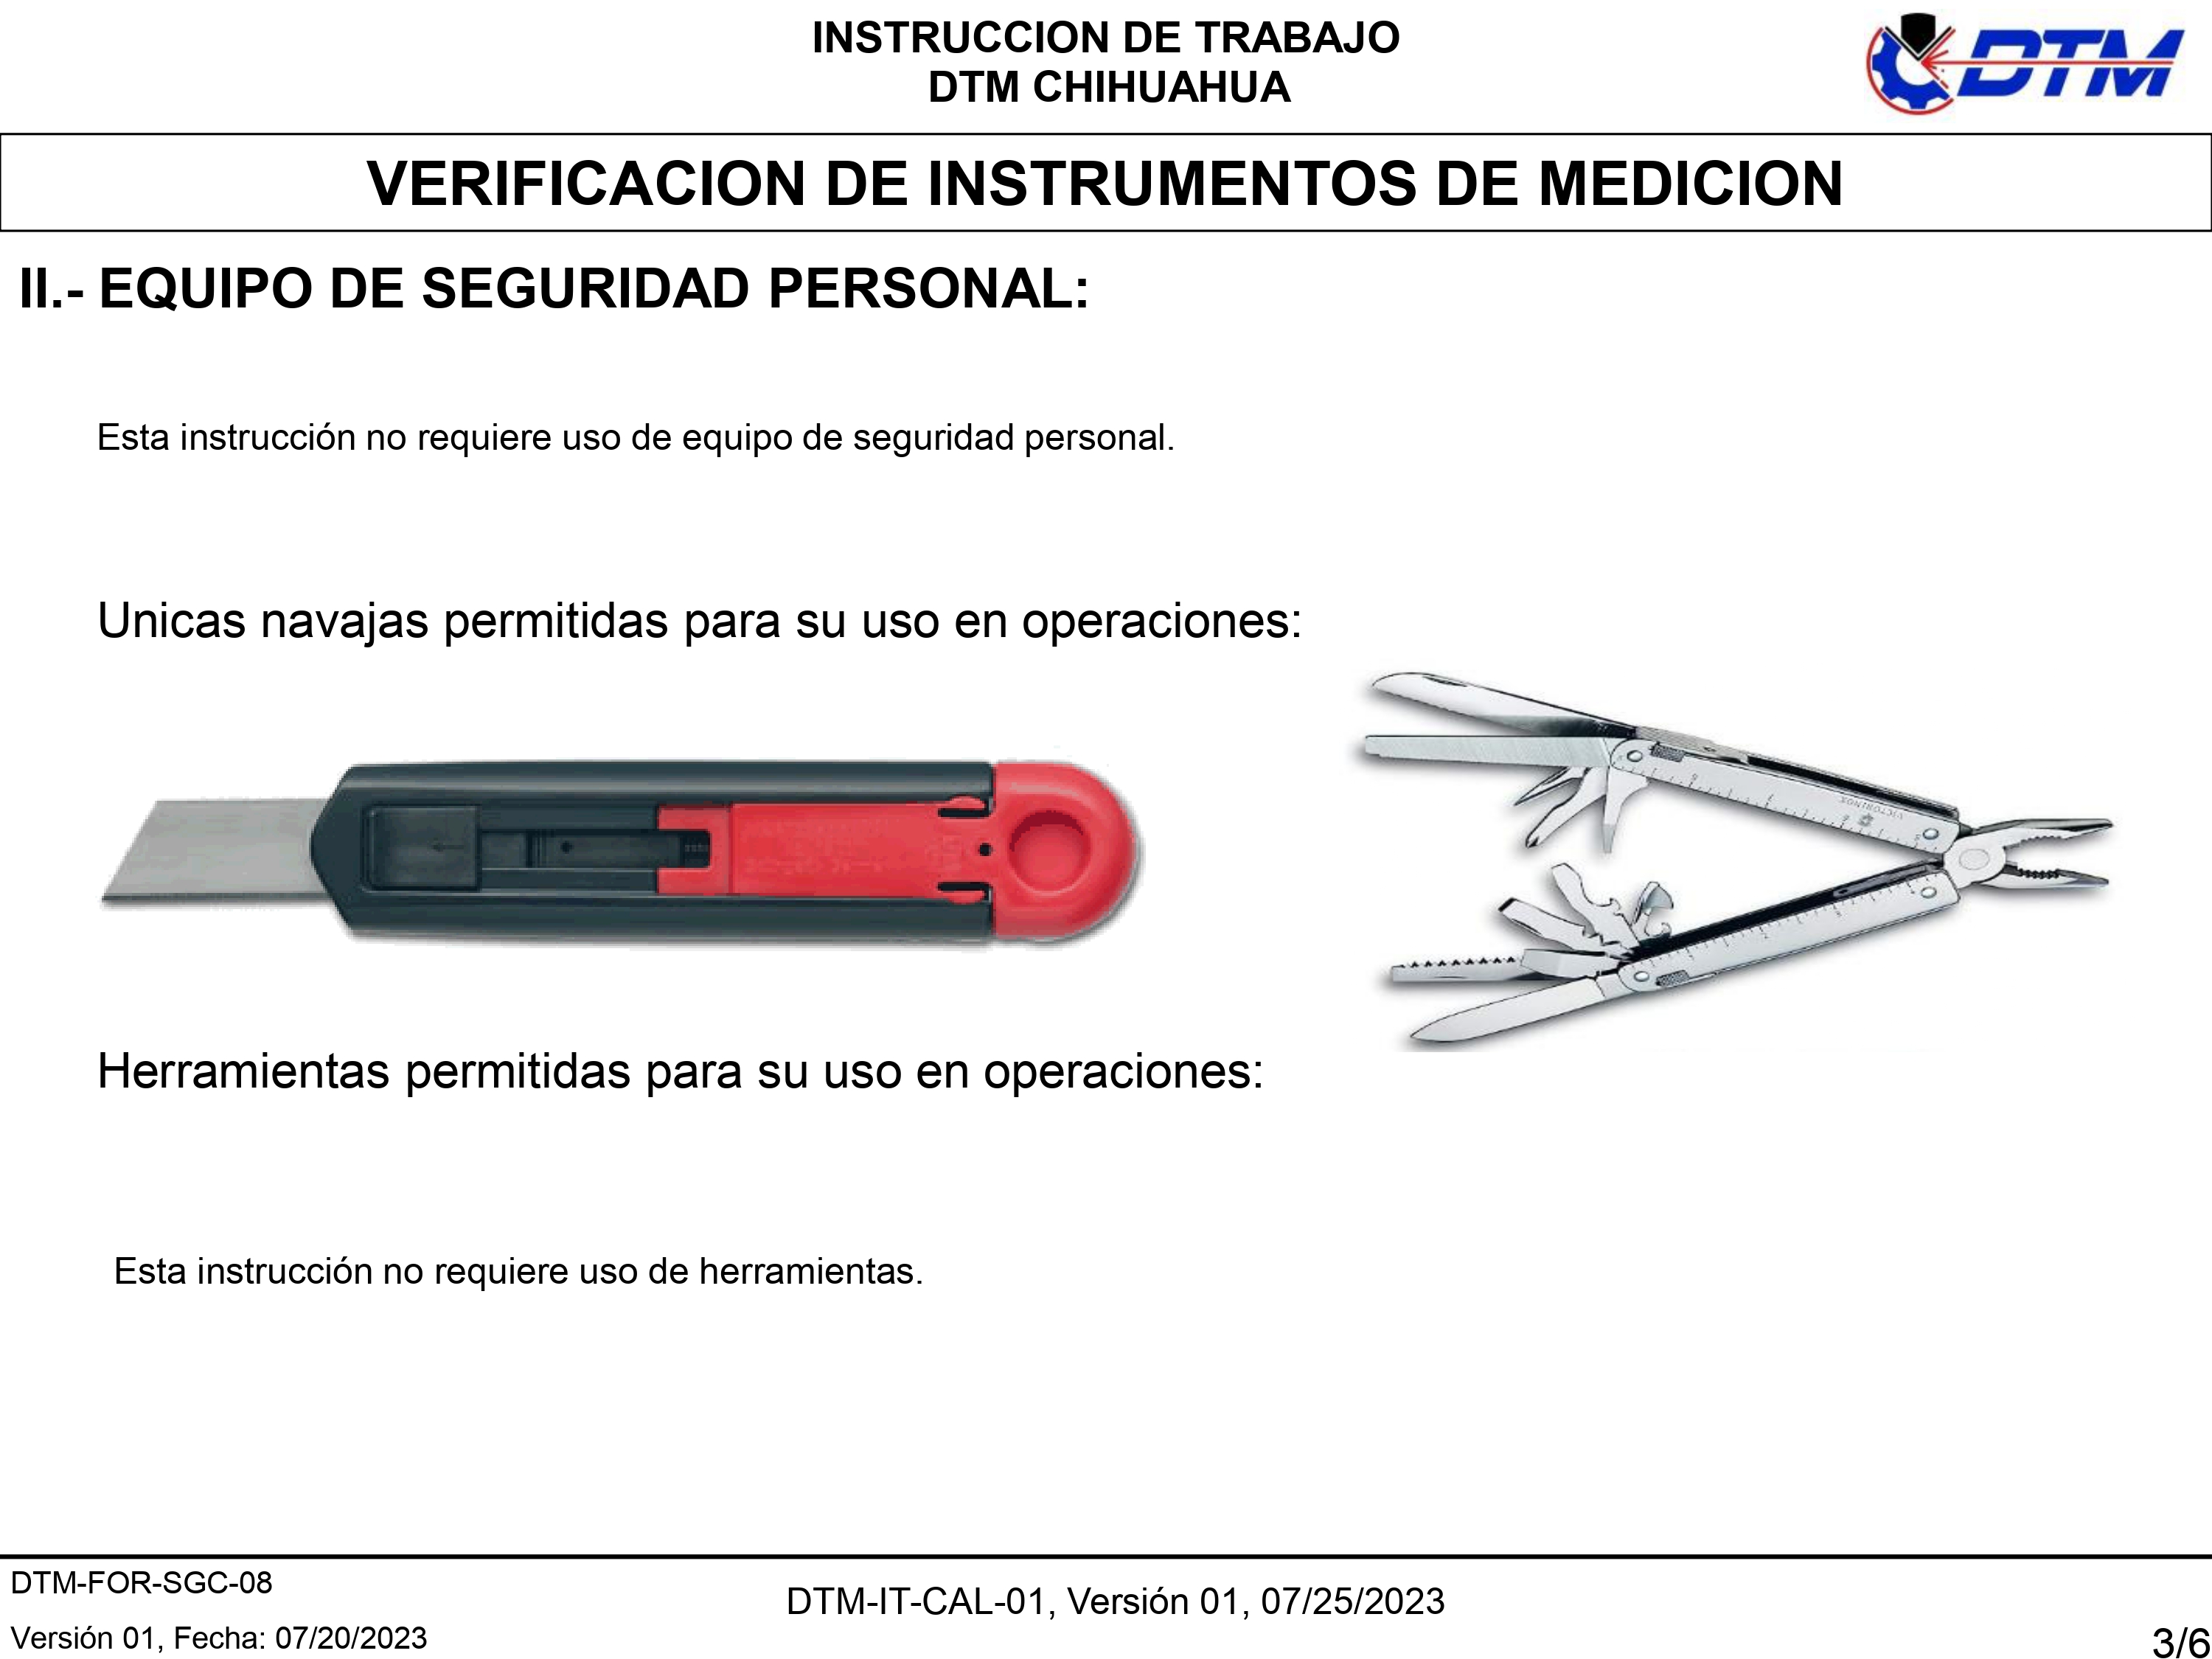 INSTRUCCION DE TRABAJO
DTM CHIHUAHUA
DTM
VERIFICACION DE INSTRUMENTOS DE MEDICION
II.- EQUIPO DE SEGURIDAD PERSONAL:
Esta instrucción no requiere uso de equipo de seguridad personal.
Unicas navajas permitidas para su uso en operaciones:
VICTORINOX
Herramientas permitidas para su uso en operaciones:
Esta instrucción no requiere uso de herramientas.
DTM-FOR-SGC-08
DTM-IT-CAL-01, Versión 01, 07/25/2023
Versión 01, Fecha: 07/20/2023
3/6